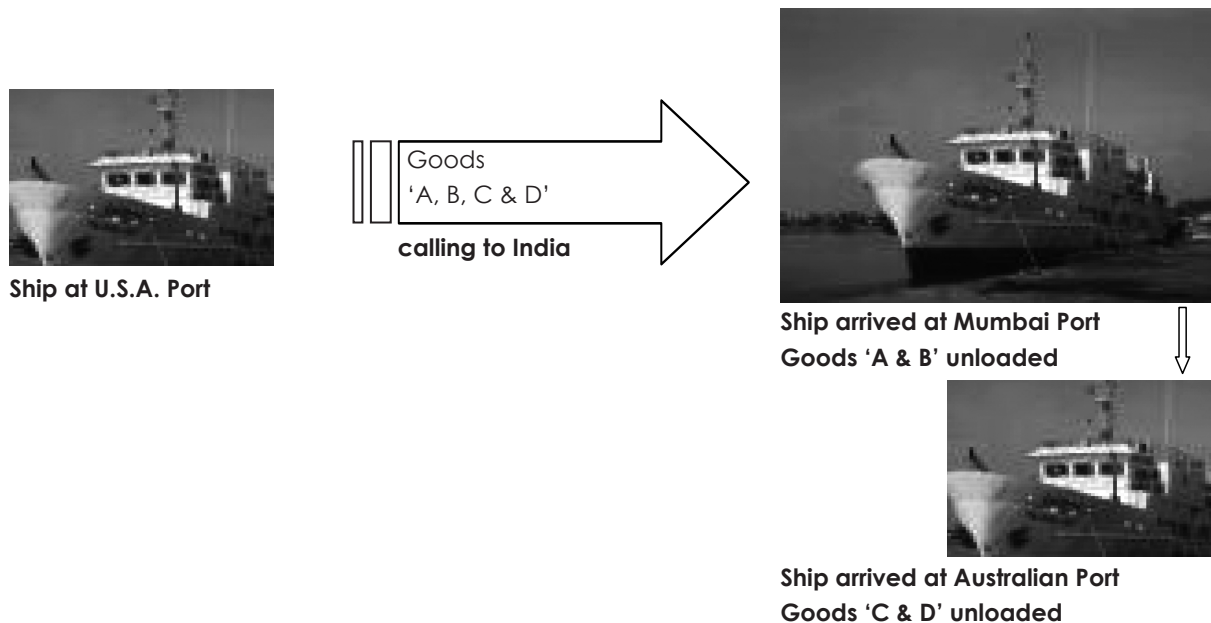 Goods
‘A, B, C & D’
calling to India
Ship at U.S.A. Port
Ship arrived at Mumbai Port
Goods ‘A & B’ unloaded
Ship arrived at Australian Port
Goods ‘C & D’ unloaded